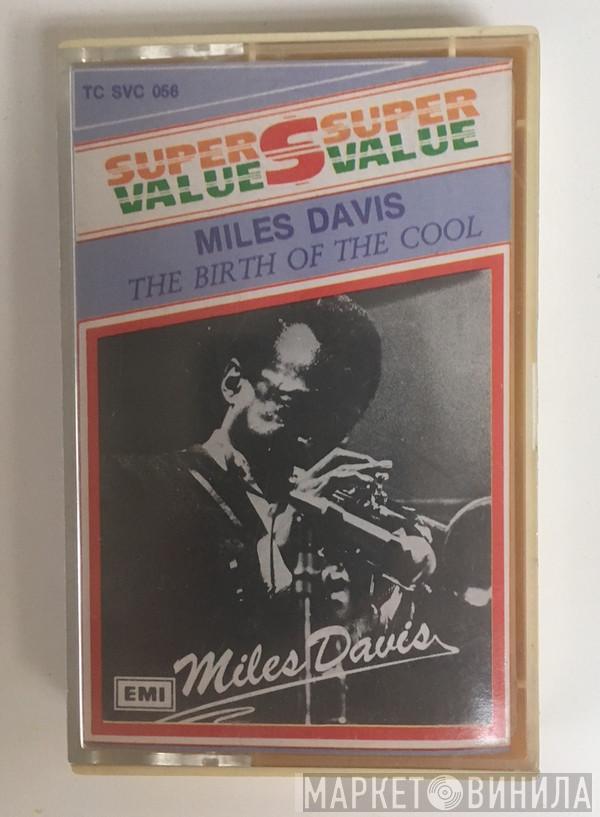 TC SVC 056
SUPER S SUPER
VALUE VALUE
MILES DAVIS
THE BIRTH OF THE COOL
Miles Davis
EMI
МАРКЕТ ВИНИЛА